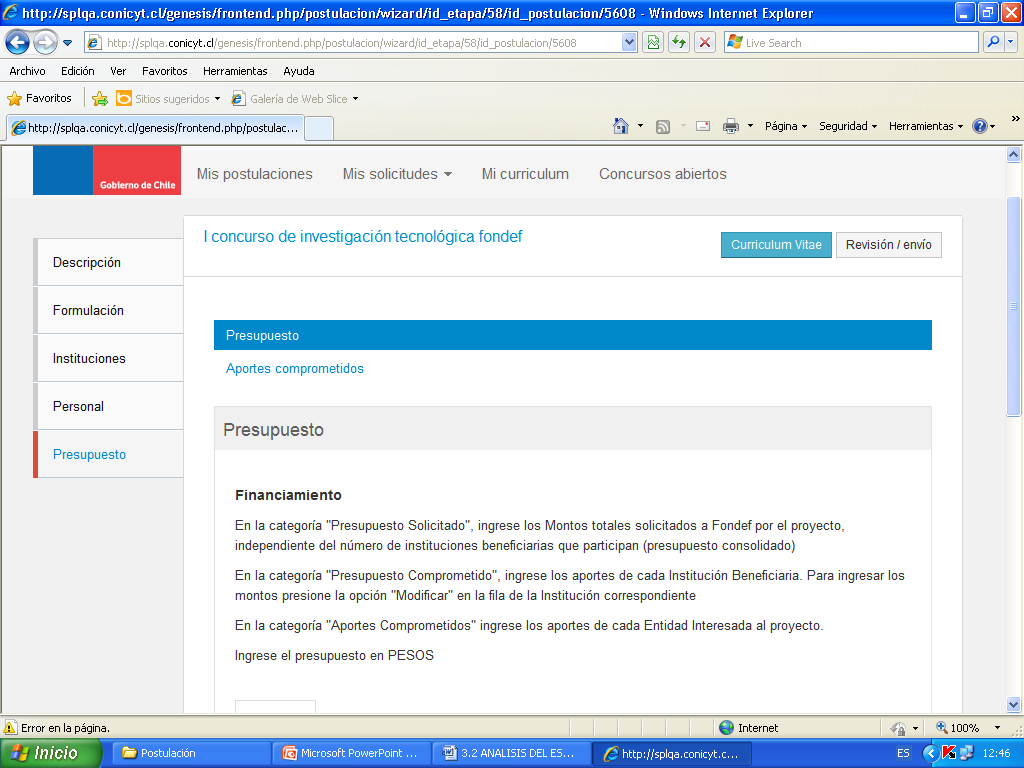 http://splqa.conicyt.cl/genesis/frontend.php/postulacion/wizard/id_etapa/58/id_postulacion/5608 - Windows Internet Explorer
http://splqa.conicyt.cl/genesis/frontend.php/postulacion/wizard/id_etapa/58/id_postulacion/5608
Live Search
Archivo Edición Ver Favoritos Herramientas Ayuda
Favoritos Sitios sugeridos Galería de Web Slice
http://splqa.conicyt.cl/genesis/frontend.php/postulac...
Página Seguridad Herramientas »
Gobierno de Chile
Mis postulaciones Mis solicitudes Mi curriculum Concursos abiertos
I concurso de investigación tecnológica fondef
Curriculum Vitae Revisión / envío
Descripción
Formulación
Instituciones
Personal
Presupuesto
Presupuesto
Aportes comprometidos
Presupuesto
Financiamiento
En la categoría "Presupuesto Solicitado", ingrese los Montos totales solicitados a Fondef por el proyecto,
independiente del número de instituciones beneficiarias que participan (presupuesto consolidado)
En la categoría "Presupuesto Comprometido", ingrese los aportes de cada Institución Beneficiaria. Para ingresar los
montos presione la opción "Modificar" en la fila de la Institución correspondiente
En la categoría "Aportes Comprometidos" ingrese los aportes de cada Entidad Interesada al proyecto.
Ingrese el presupuesto en PESOS
Error en la página. Internet 100%
Inicio Postulación Microsoft PowerPoint ... 3.2 ANALISIS DEL ES... http://splqa.conicyt.c... ES 12:46